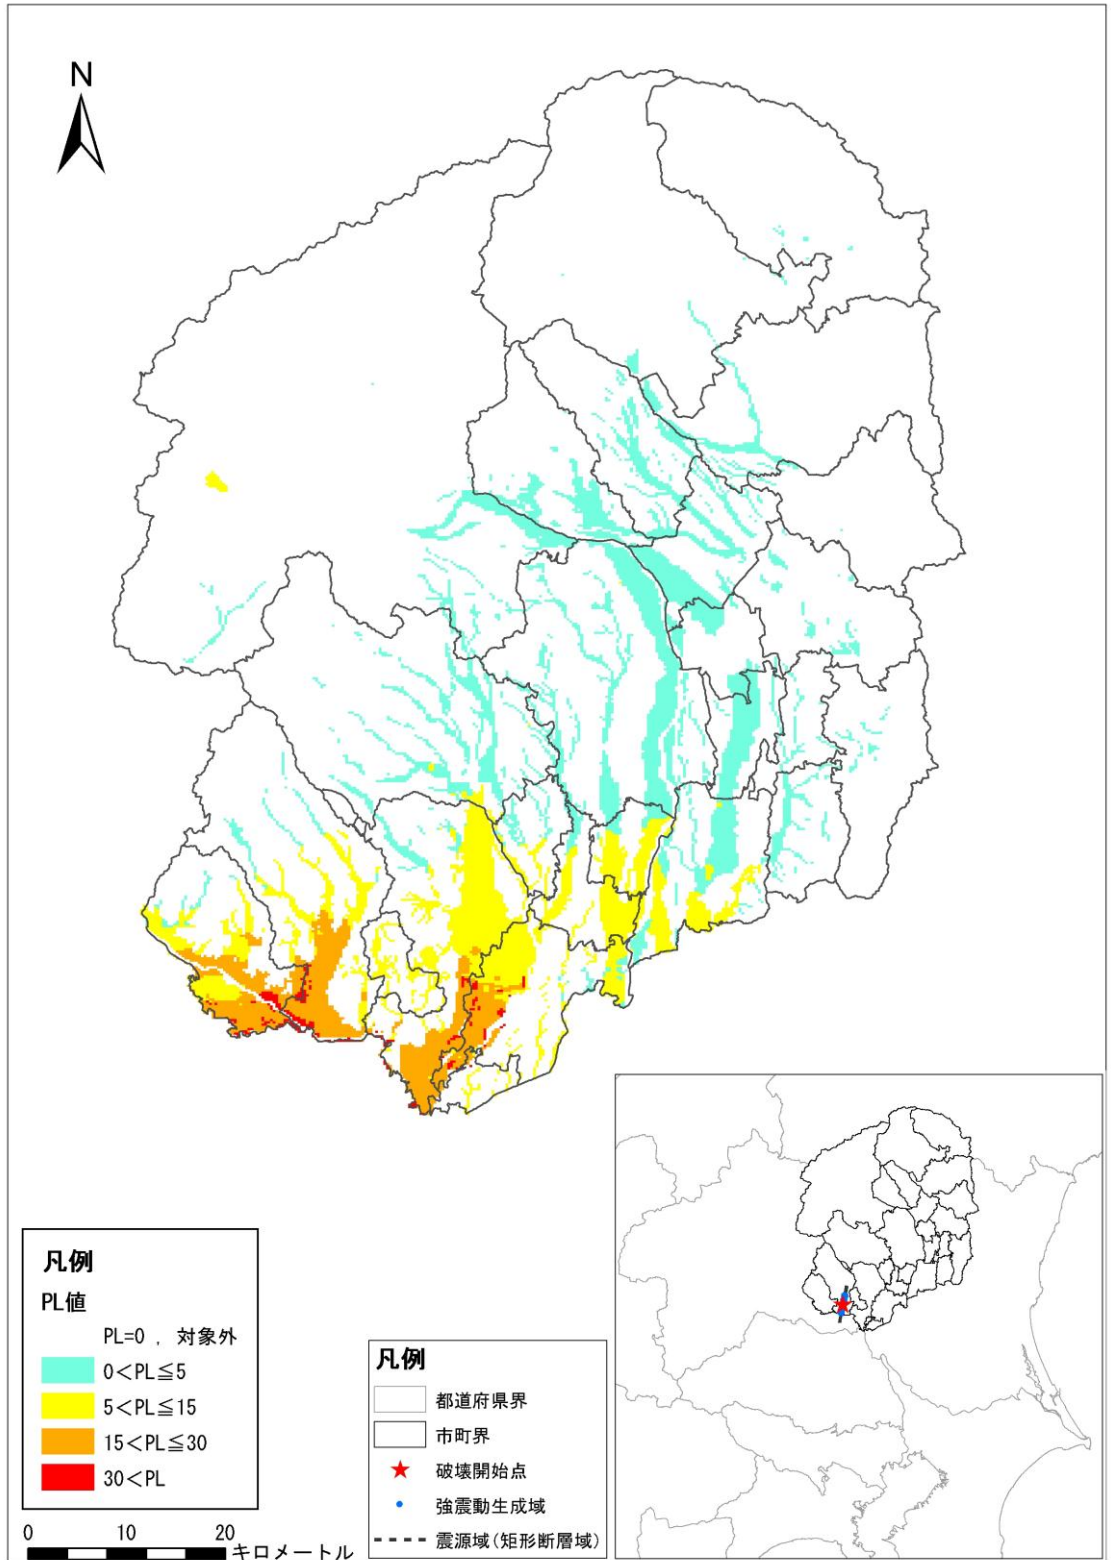 N
凡例
PL値
PL=0 , 対象外
0<PL≦5
5<PL≦15
15<PL≦30
30<PL
0 10 20
キロメートル
凡例
都道府県界
市町界
破壊開始点
強震動生成域
震源域(矩形断層域)